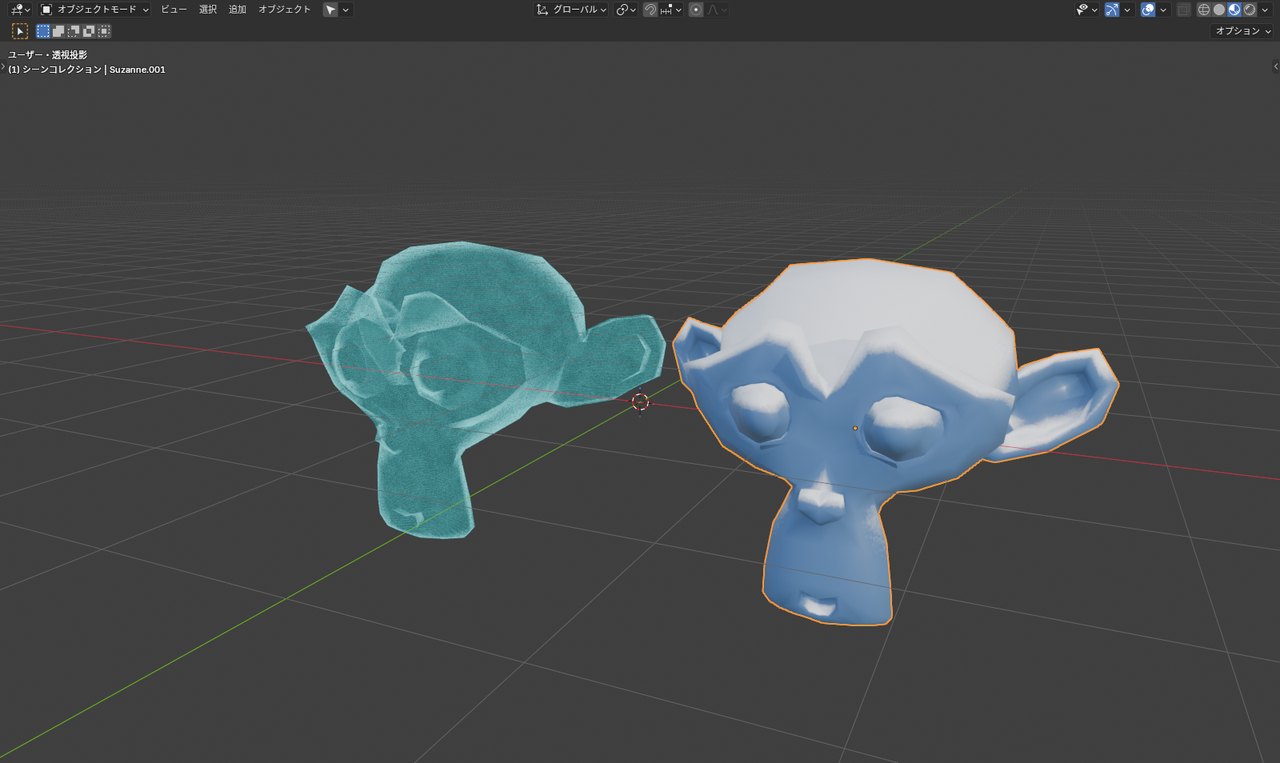 オブジェクトモード ビュー 選択 追加 オブジェクト グローバル
オプション
ユーザー・透視投影
(1) シーンコレクション | Suzanne.001